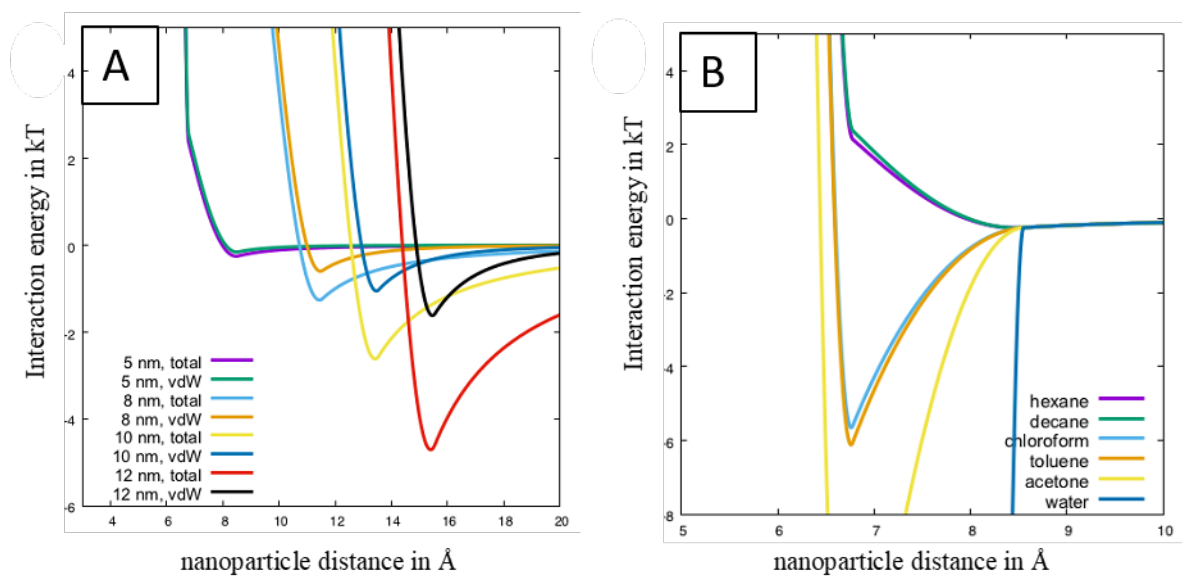 A
Interaction energy in kT
4
2
0
-2
-4
-6
5 nm, total
5 nm, vdW
8 nm, total
8 nm, vdW
10 nm, total
10 nm, vdW
12 nm, total
12 nm, vdW
4 6 8 10 12 14 16 18 20
nanoparticle distance in Å
B
Interaction energy in kT
4
2
0
-2
-4
-6
-8
hexane
decane
chloroform
toluene
acetone
water
5 6 7 8 9 10
nanoparticle distance in Å